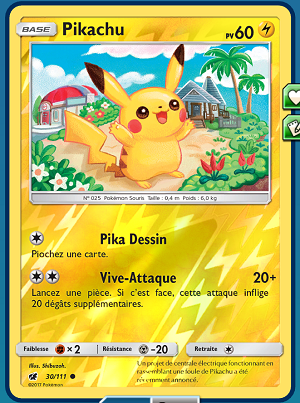 BASE Pikachu PV 60
N° 025 Pokémon Souris Taille : 0,4 m Poids : 6,0 kg
Pika Dessin
Piochez une carte.
Vive-Attaque 20+
Lancez une pièce. Si c'est face, cette attaque inflige
20 dégâts supplémentaires.
Faiblesse × 2 Résistance -20 Retraite
Illus. Shibuzoh.
30/111
©2017 Pokémon
Un projet de centrale électrique fonctionnant en
rassemblant une foule de Pikachu a été
récemment annoncé.